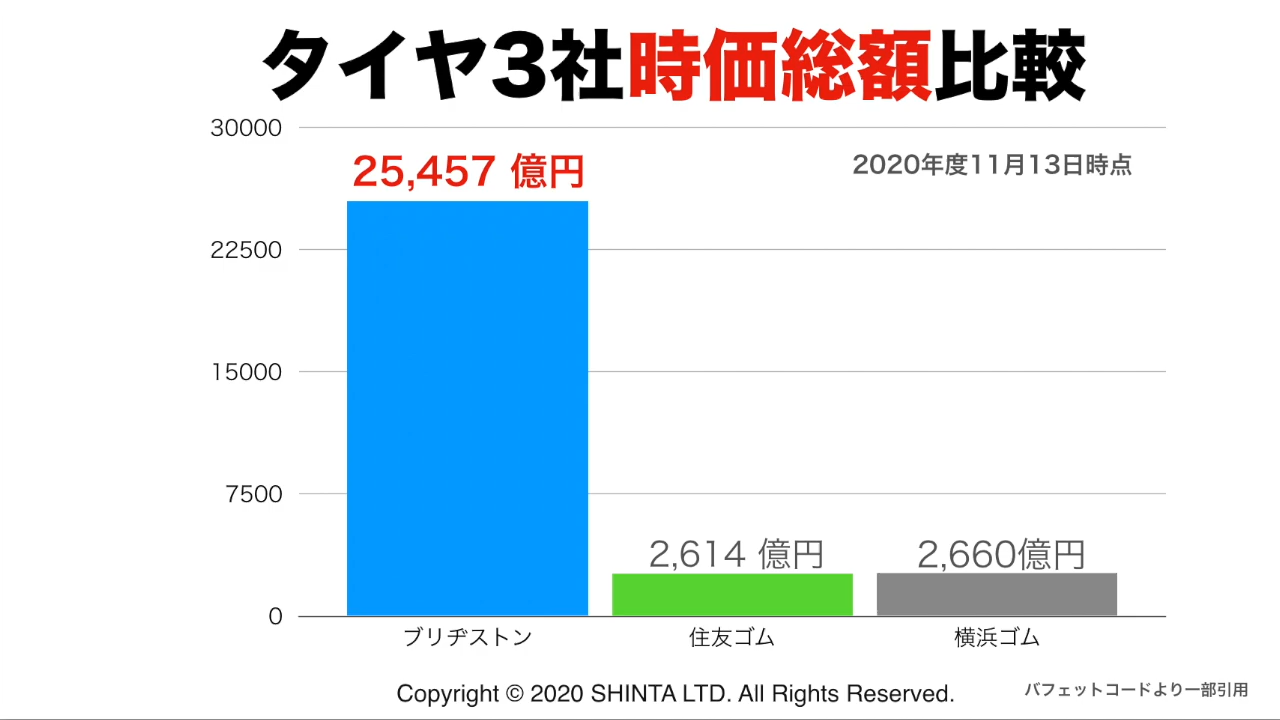 タイヤ3社時価総額比較
30000
25,457 億円
2020年度11月13日時点
22500
15000
7500
2,614 億円
2,660億円
0
ブリヂストン
住友ゴム
横浜ゴム
Copyright © 2020 SHINTA LTD. All Rights Reserved.
バフェットコードより一部引用